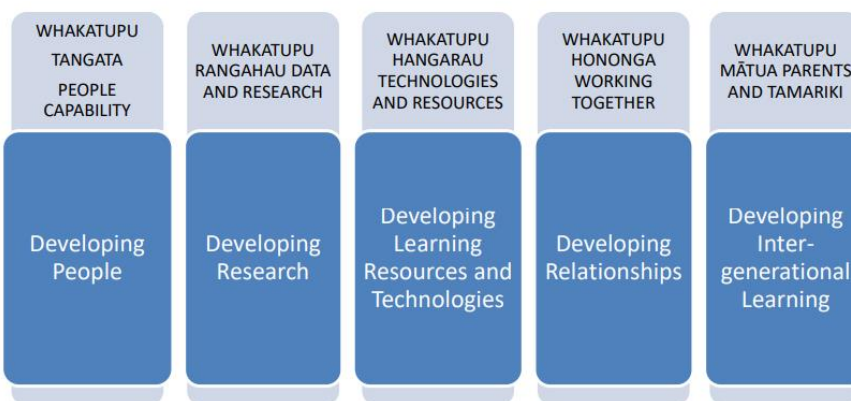 WHAKATUPU
TANGATA
PEOPLE
CAPABILITY
Developing
People
WHAKATUPU
RANGAHAU DATA
AND RESEARCH
Developing
Research
WHAKATUPU
HANGARAU
TECHNOLOGIES
AND RESOURCES
Developing
Learning
Resources and
Technologies
WHAKATUPU
HONONGA
WORKING
TOGETHER
Developing
Relationships
WHAKATUPU
MĀTUA PARENTS
AND TAMARIKI
Developing
Inter-
generational
Learning